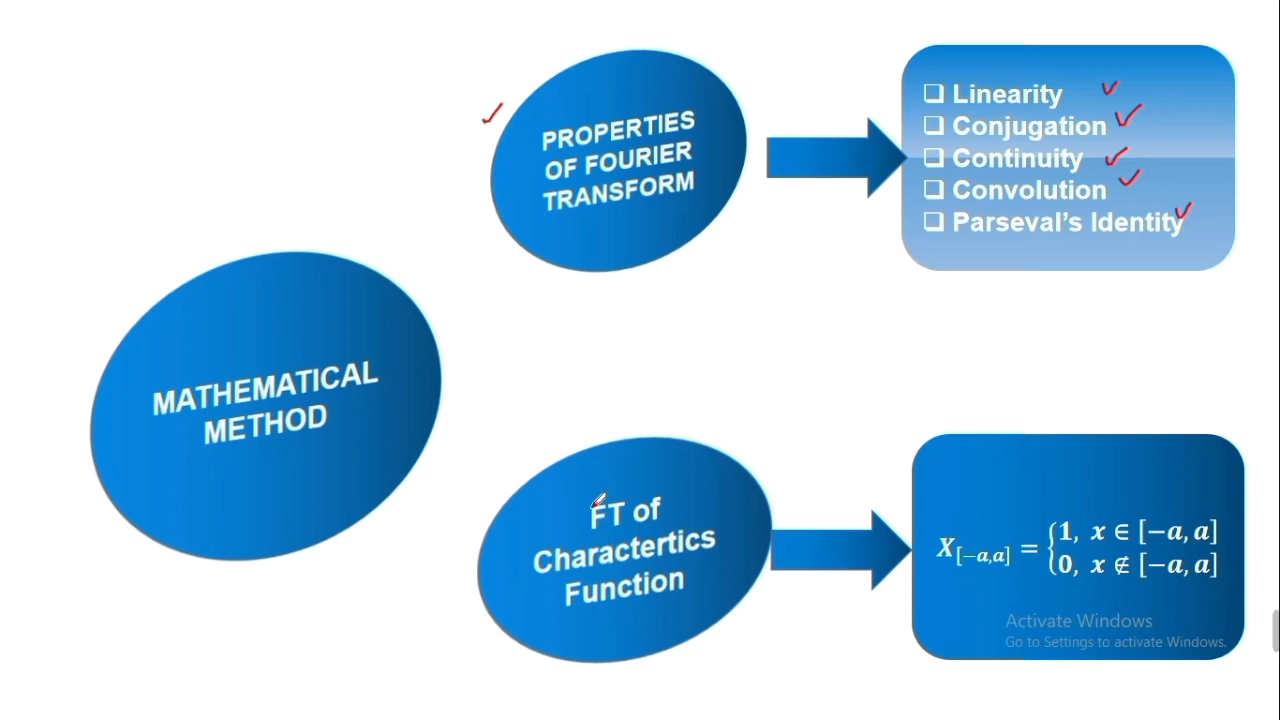 PROPERTIES
OF FOURIER
TRANSFORM
❑ Linearity
❑ Conjugation
❑ Continuity
❑ Convolution
❑ Parseval's Identity
MATHEMATICAL
METHOD
FT of
Charactertics
Function
X[−a,a] = {1, x ∈ [−a, a]
0, x ∉ [−a, a]
Activate Windows
Go to Settings to activate Windows.